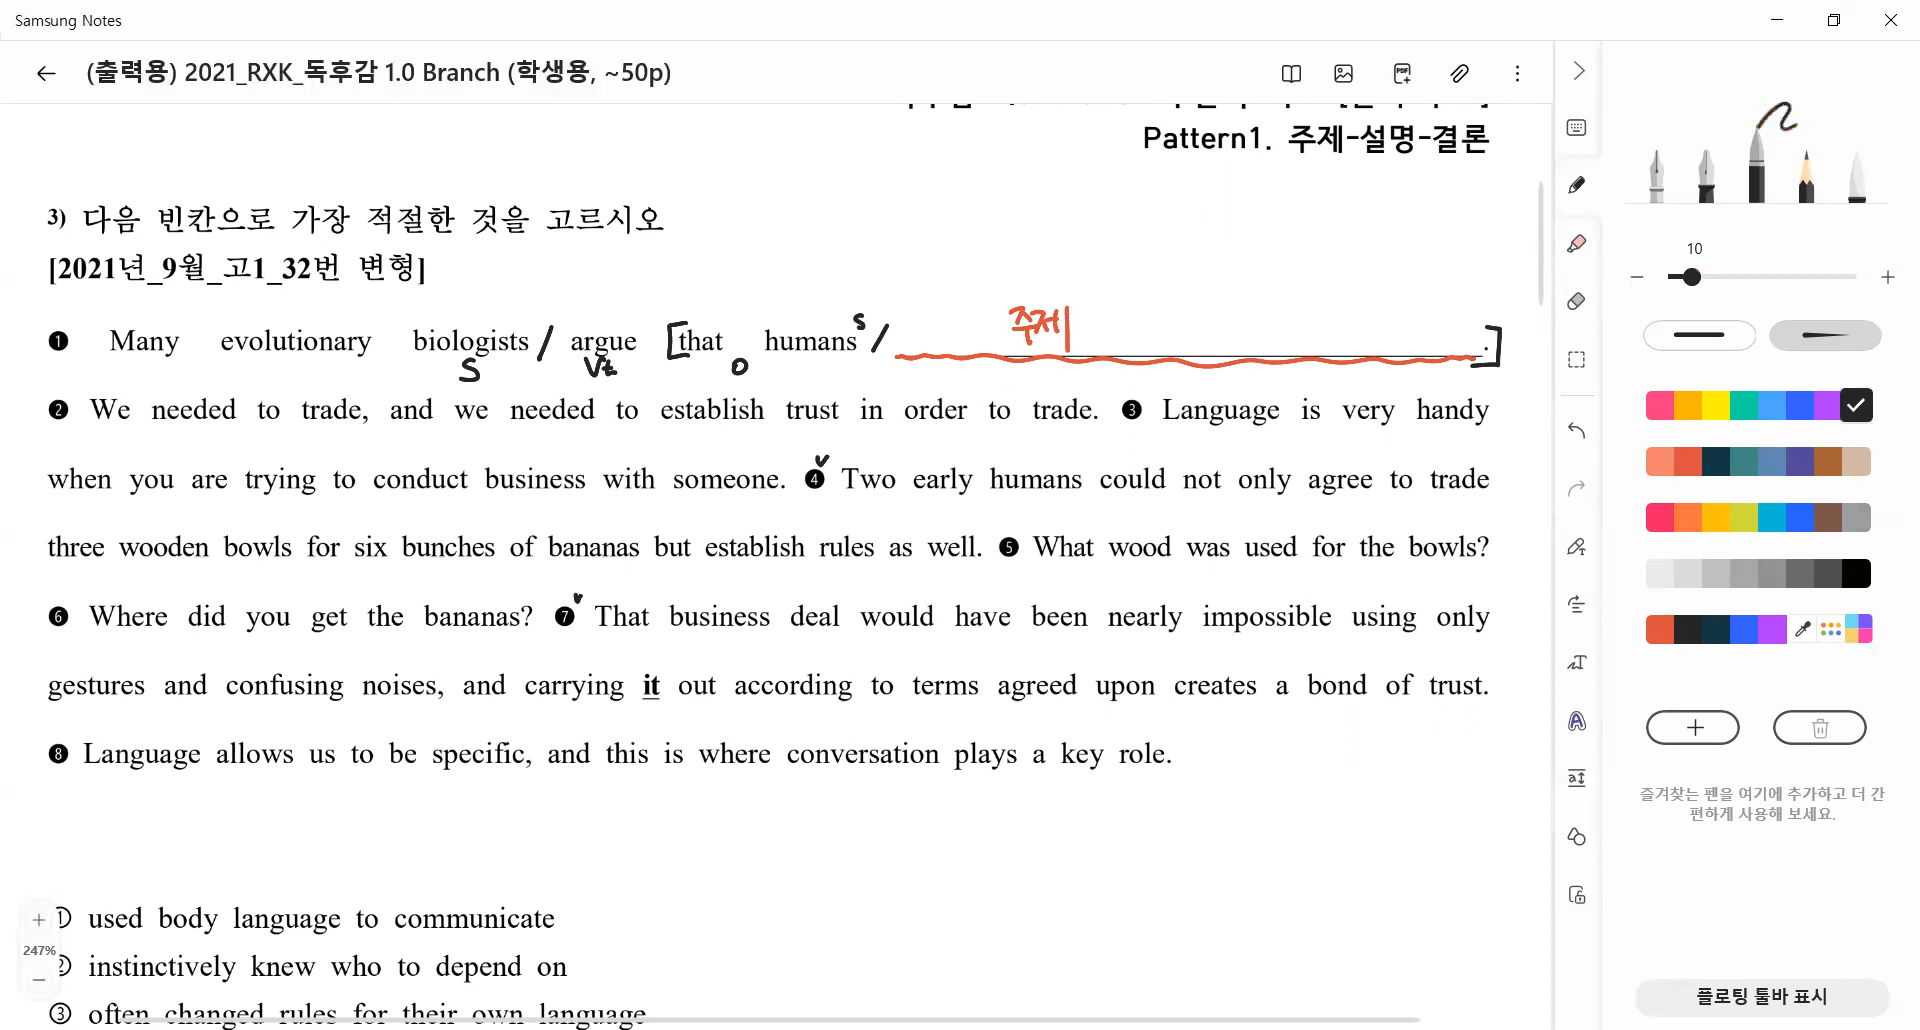 Samsung Notes
(출력용) 2021_RXK_독후감 1.0 Branch (학생용, ~50p)
Pattern1. 주제-설명-결론
3) 다음 빈칸으로 가장 적절한 것을 고르시오
[2021년_9월_고1_32번 변형]
주제
❶ Many evolutionary biologists / argue [that humans S / .]
S Vt O
❷ We needed to trade, and we needed to establish trust in order to trade. ❸ Language is very handy
when you are trying to conduct business with someone. ❹ Two early humans could not only agree to trade
three wooden bowls for six bunches of bananas but establish rules as well. ❺ What wood was used for the bowls?
❻ Where did you get the bananas? ❼ That business deal would have been nearly impossible using only
gestures and confusing noises, and carrying it out according to terms agreed upon creates a bond of trust.
❽ Language allows us to be specific, and this is where conversation plays a key role.
① used body language to communicate
② instinctively knew who to depend on
③ often changed rules for their own language
247%
10
즐겨찾는 펜을 여기에 추가하고 더 간
편하게 사용해 보세요.
플로팅 툴바 표시